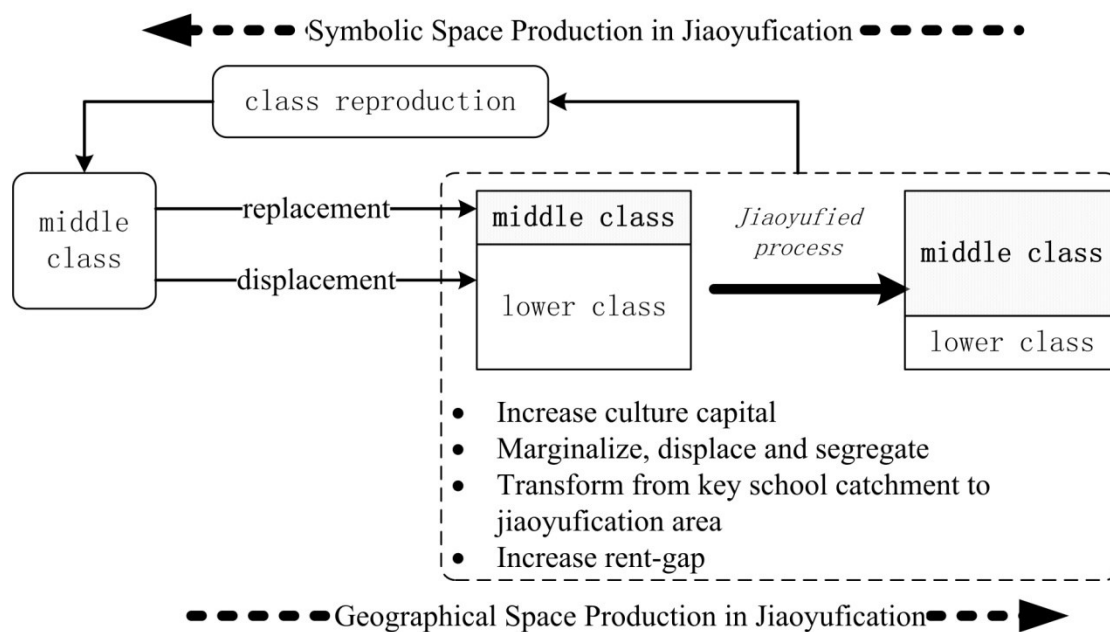 Symbolic Space Production in Jiaoyufication
class reproduction
middle
class
replacement
displacement
middle class
lower class
Jiaoyufied
process
middle class
lower class
• Increase culture capital
• Marginalize, displace and segregate
• Transform from key school catchment to
jiaoyufication area
• Increase rent-gap
Geographical Space Production in Jiaoyufication